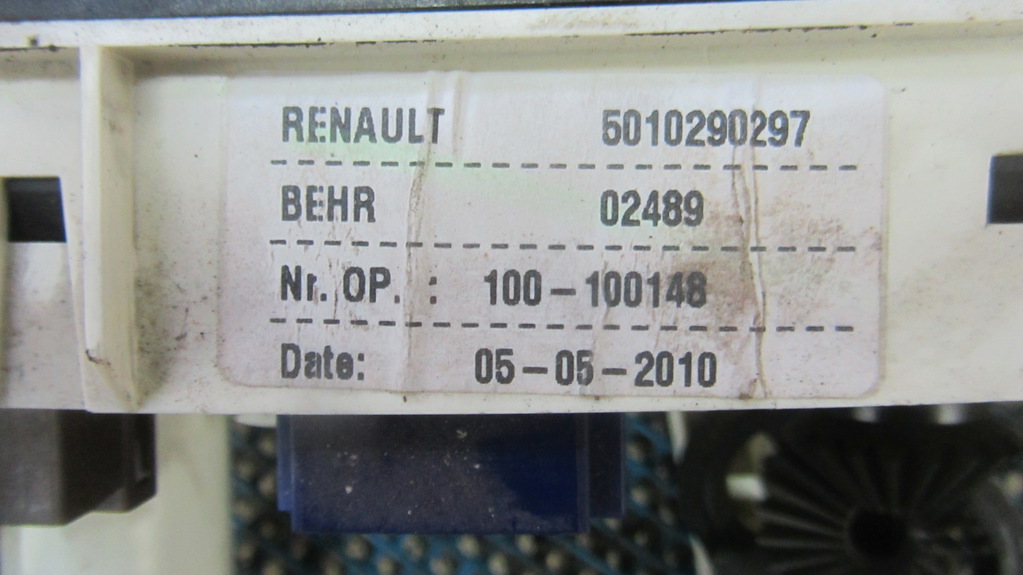 RENAULT 5010290297
BEHR 02489
Nr. OP. : 100-100148
Date: 05-05-2010